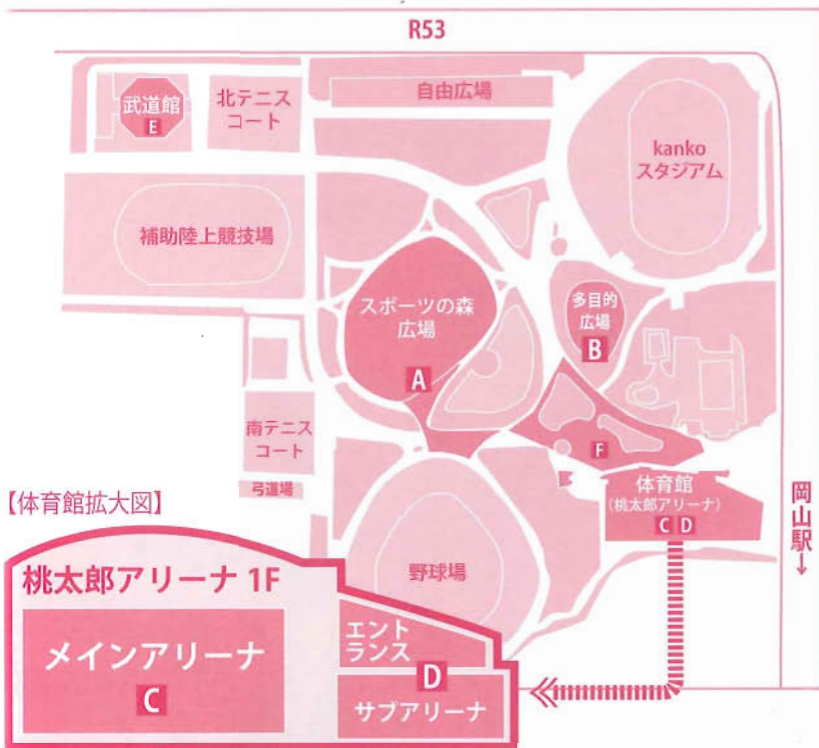 R53
武道館
E
北テニス
コート
自由広場
kanko
スタジアム
補助陸上競技場
スポーツの森
広場
A
多目的
広場
B
南テニス
コート
弓道場
F
体育館
(桃太郎アリーナ)
C D
岡山駅→
野球場
【体育館拡大図】
桃太郎アリーナ 1F
メインアリーナ
C
エント
ランス
D
サブアリーナ